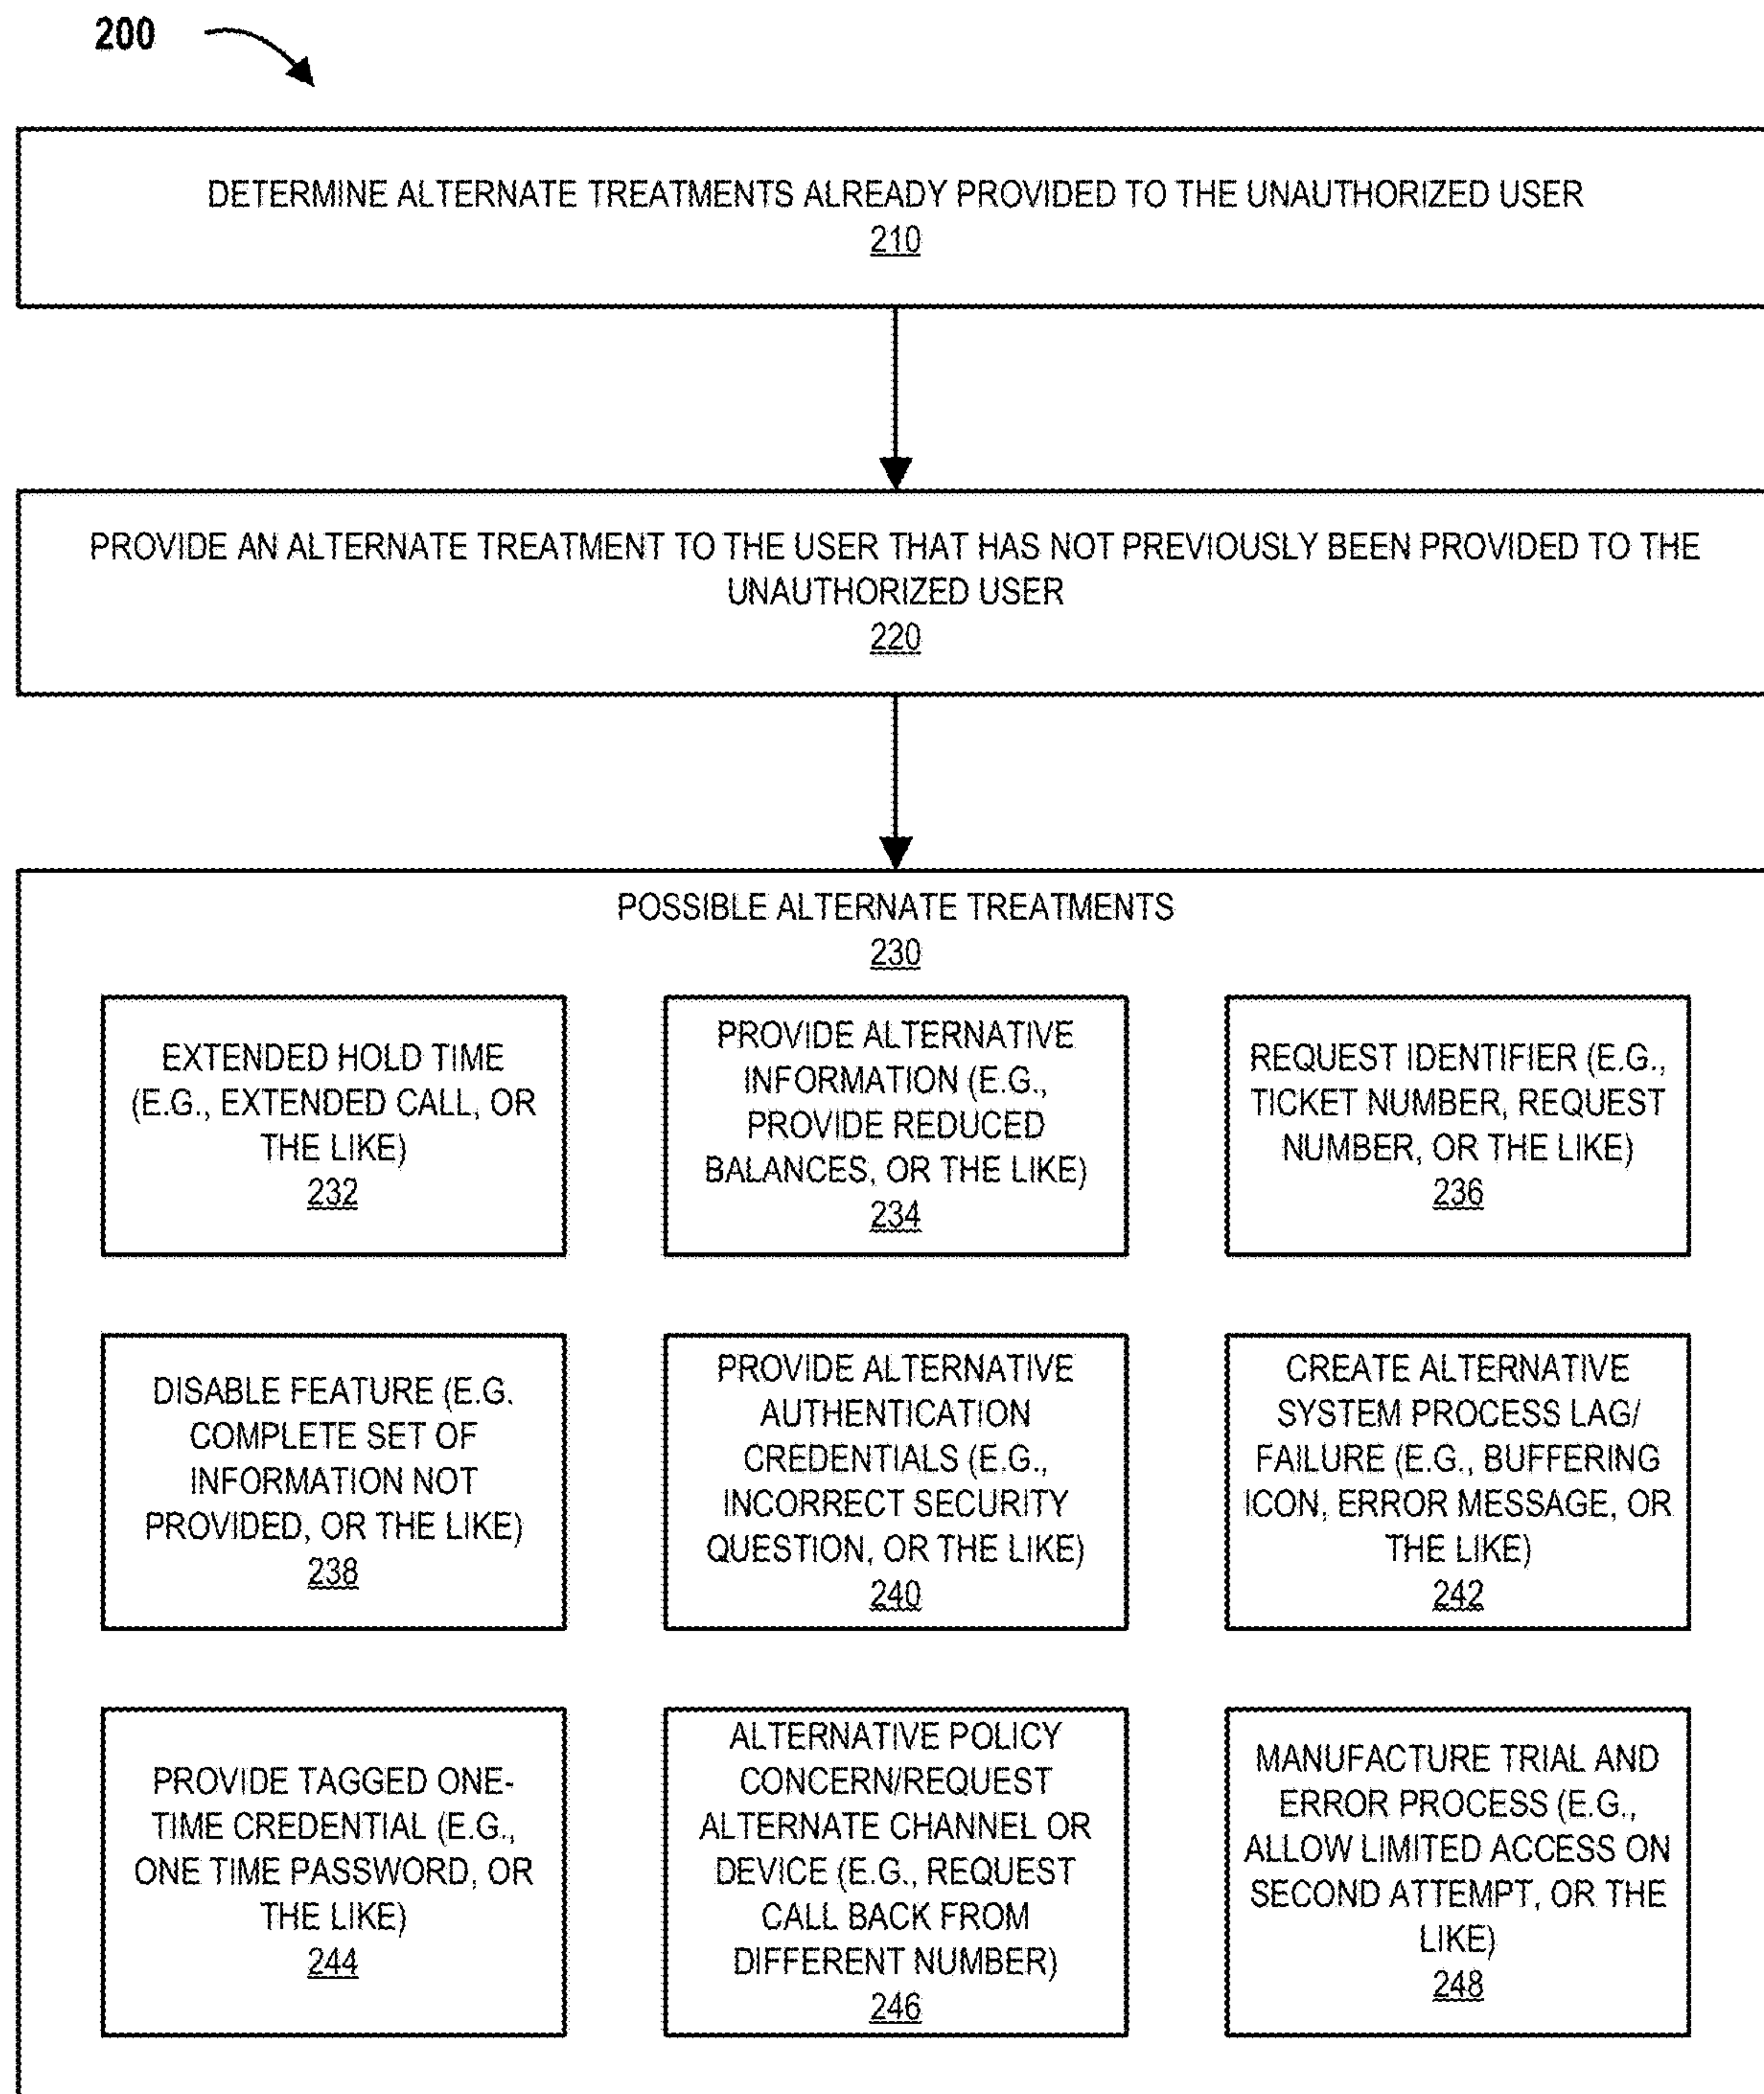 200
DETERMINE ALTERNATE TREATMENTS ALREADY PROVIDED TO THE UNAUTHORIZED USER
210
PROVIDE AN ALTERNATE TREATMENT TO THE USER THAT HAS NOT PREVIOUSLY BEEN PROVIDED TO THE
UNAUTHORIZED USER
220
POSSIBLE ALTERNATE TREATMENTS
230
EXTENDED HOLD TIME
(E.G., EXTENDED CALL, OR
THE LIKE)
232
PROVIDE ALTERNATIVE
INFORMATION (E.G.,
PROVIDE REDUCED
BALANCES, OR THE LIKE)
234
REQUEST IDENTIFIER (E.G.,
TICKET NUMBER, REQUEST
NUMBER, OR THE LIKE)
236
DISABLE FEATURE (E.G.
COMPLETE SET OF
INFORMATION NOT
PROVIDED, OR THE LIKE)
238
PROVIDE ALTERNATIVE
AUTHENTICATION
CREDENTIALS (E.G.,
INCORRECT SECURITY
QUESTION, OR THE LIKE)
240
CREATE ALTERNATIVE
SYSTEM PROCESS LAG/
FAILURE (E.G., BUFFERING
ICON, ERROR MESSAGE, OR
THE LIKE)
242
PROVIDE TAGGED ONE-
TIME CREDENTIAL (E.G.,
ONE TIME PASSWORD, OR
THE LIKE)
244
ALTERNATIVE POLICY
CONCERN/REQUEST
ALTERNATE CHANNEL OR
DEVICE (E.G., REQUEST
CALL BACK FROM
DIFFERENT NUMBER)
246
MANUFACTURE TRIAL AND
ERROR PROCESS (E.G.,
ALLOW LIMITED ACCESS ON
SECOND ATTEMPT, OR THE
LIKE)
248